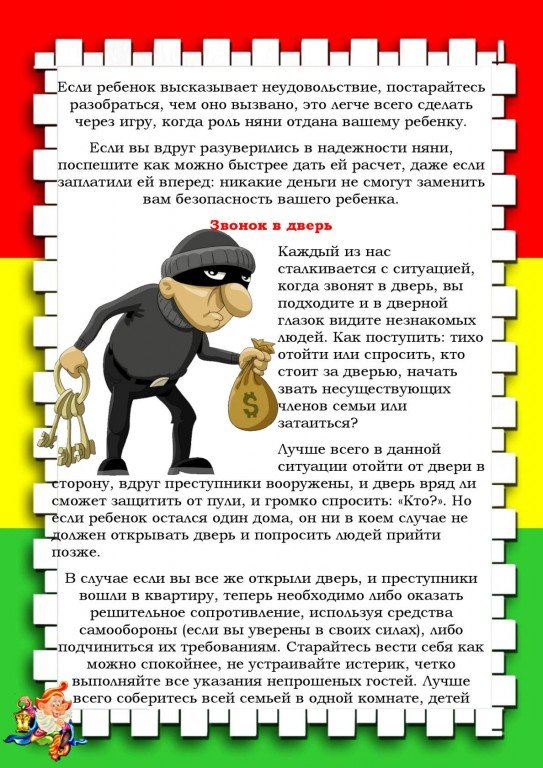 Если ребенок высказывает неудовольствие, постарайтесь
разобраться, чем оно вызвано, это легче всего сделать
через игру, когда роль няни отдана вашему ребенку.
Если вы вдруг разуверились в надежности няни,
поспешите как можно быстрее дать ей расчет, даже если
заплатили ей вперед: никакие деньги не смогут заменить
вам безопасность вашего ребенка.
Звонок в дверь
Каждый из нас
сталкивается с ситуацией,
когда звонят в дверь, вы
подходите и в дверной
глазок видите незнакомых
людей. Как поступить: тихо
отойти или спросить, кто
стоит за дверью, начать
звать несуществующих
членов семьи или
затаиться?
Лучше всего в данной
ситуации отойти от двери в
сторону, вдруг преступники вооружены, и дверь вряд ли
сможет защитить от пули, и громко спросить: «Кто?». Но
если ребенок остался один дома, он ни в коем случае не
должен открывать дверь и попросить людей прийти
позже.
В случае если вы все же открыли дверь, и преступники
вошли в квартиру, теперь необходимо либо оказать
решительное сопротивление, используя средства
самообороны (если вы уверены в своих силах), либо
подчиниться их требованиям. Старайтесь вести себя как
можно спокойнее, не устраивайте истерик, четко
выполняйте все указания непрошеных гостей. Лучше
всего соберитесь всей семьей в одной комнате, детей
$